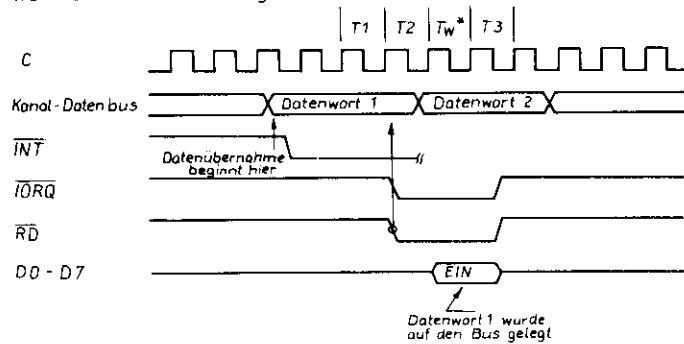 T1 T2 Tw* T3
C
Kanal-Datenbus Datenwort 1 Datenwort 2
INT
Datenübernahme
beginnt hier
IORQ
RD
D0 - D7 EIN
Datenwort 1 wurde
auf den Bus gelegt